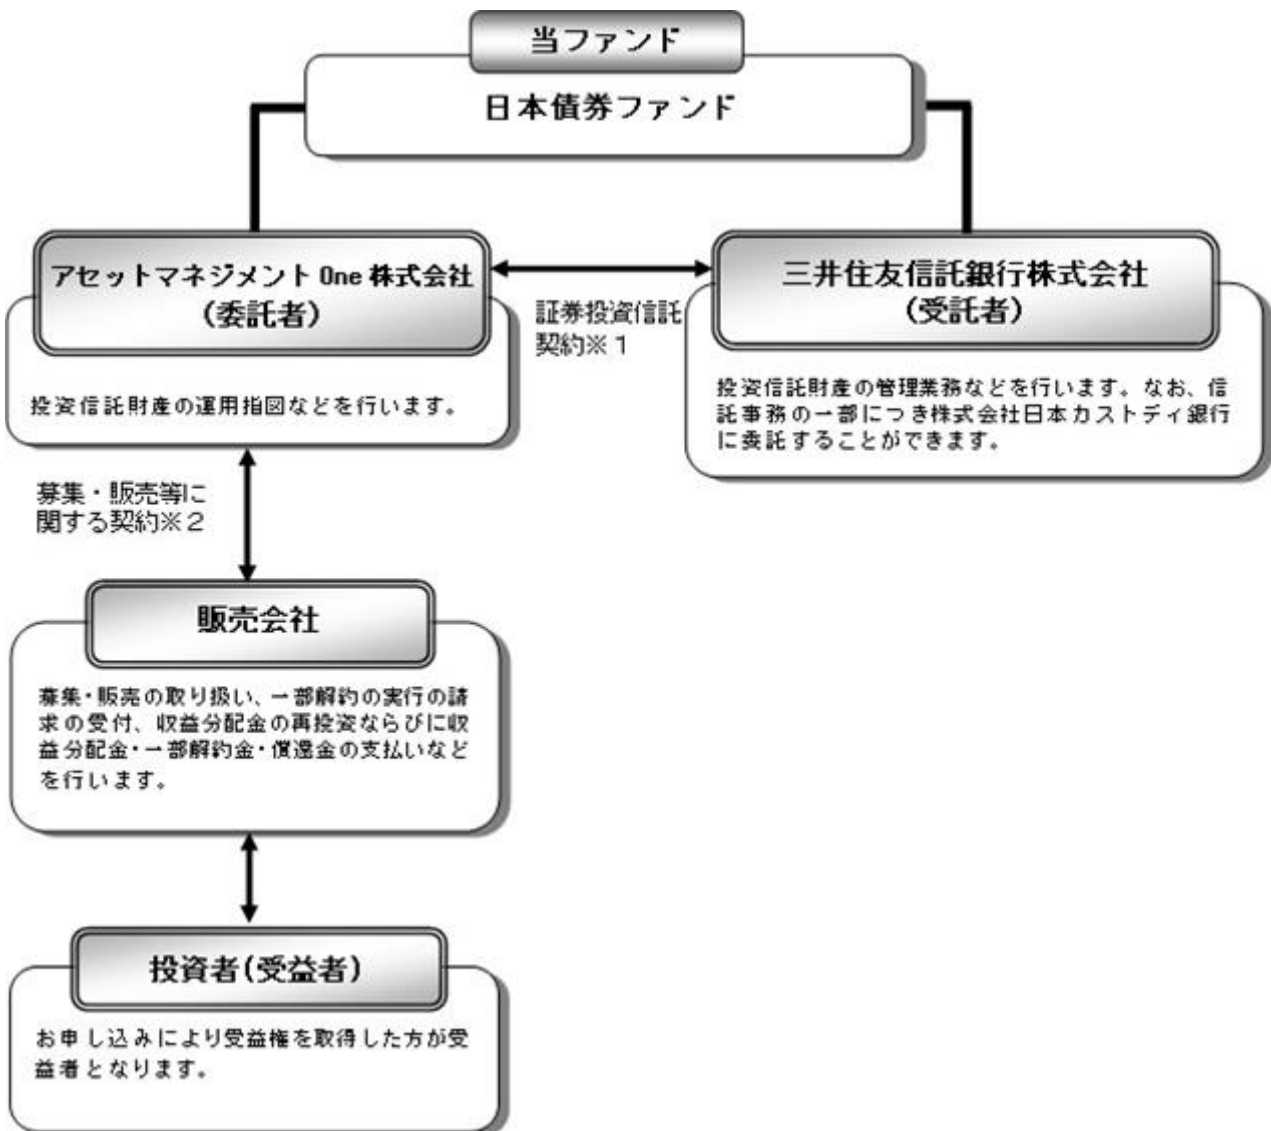 当ファンド
日本債券ファンド
アセットマネジメント One 株式会社
(委託者)
投資信託財産の運用指図などを行います。
証券投資信託
契約※1
三井住友信託銀行株式会社
(受託者)
投資信託財産の管理業務などを行います。なお、信
託事務の一部につき株式会社日本カストディ銀行
に委託することができます。
募集・販売等に
関する契約※2
販売会社
募集・販売の取り扱い、一部解約の実行の請
求の受付、収益分配金の再投資ならびに収
益分配金・一部解約金・償還金の支払いなど
を行います。
投資者(受益者)
お申し込みにより受益権を取得した方が受
益者となります。